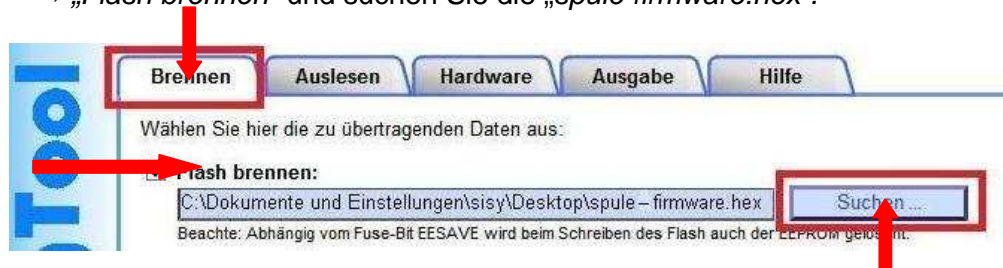 „Flash brennen“ und suchen Sie die „spule-firmware.hex“.
Brennen Auslesen Hardware Ausgabe Hilfe
Wählen Sie hier die zu übertragenden Daten aus:
Flash brennen:
C:\Dokumente und Einstellungen\sisy\Desktop\spule–firmware.hex Suchen ...
Beachte: Abhängig vom Fuse-Bit EESAVE wird beim Schreiben des Flash auch der EEPROM gelöscht.
Tool